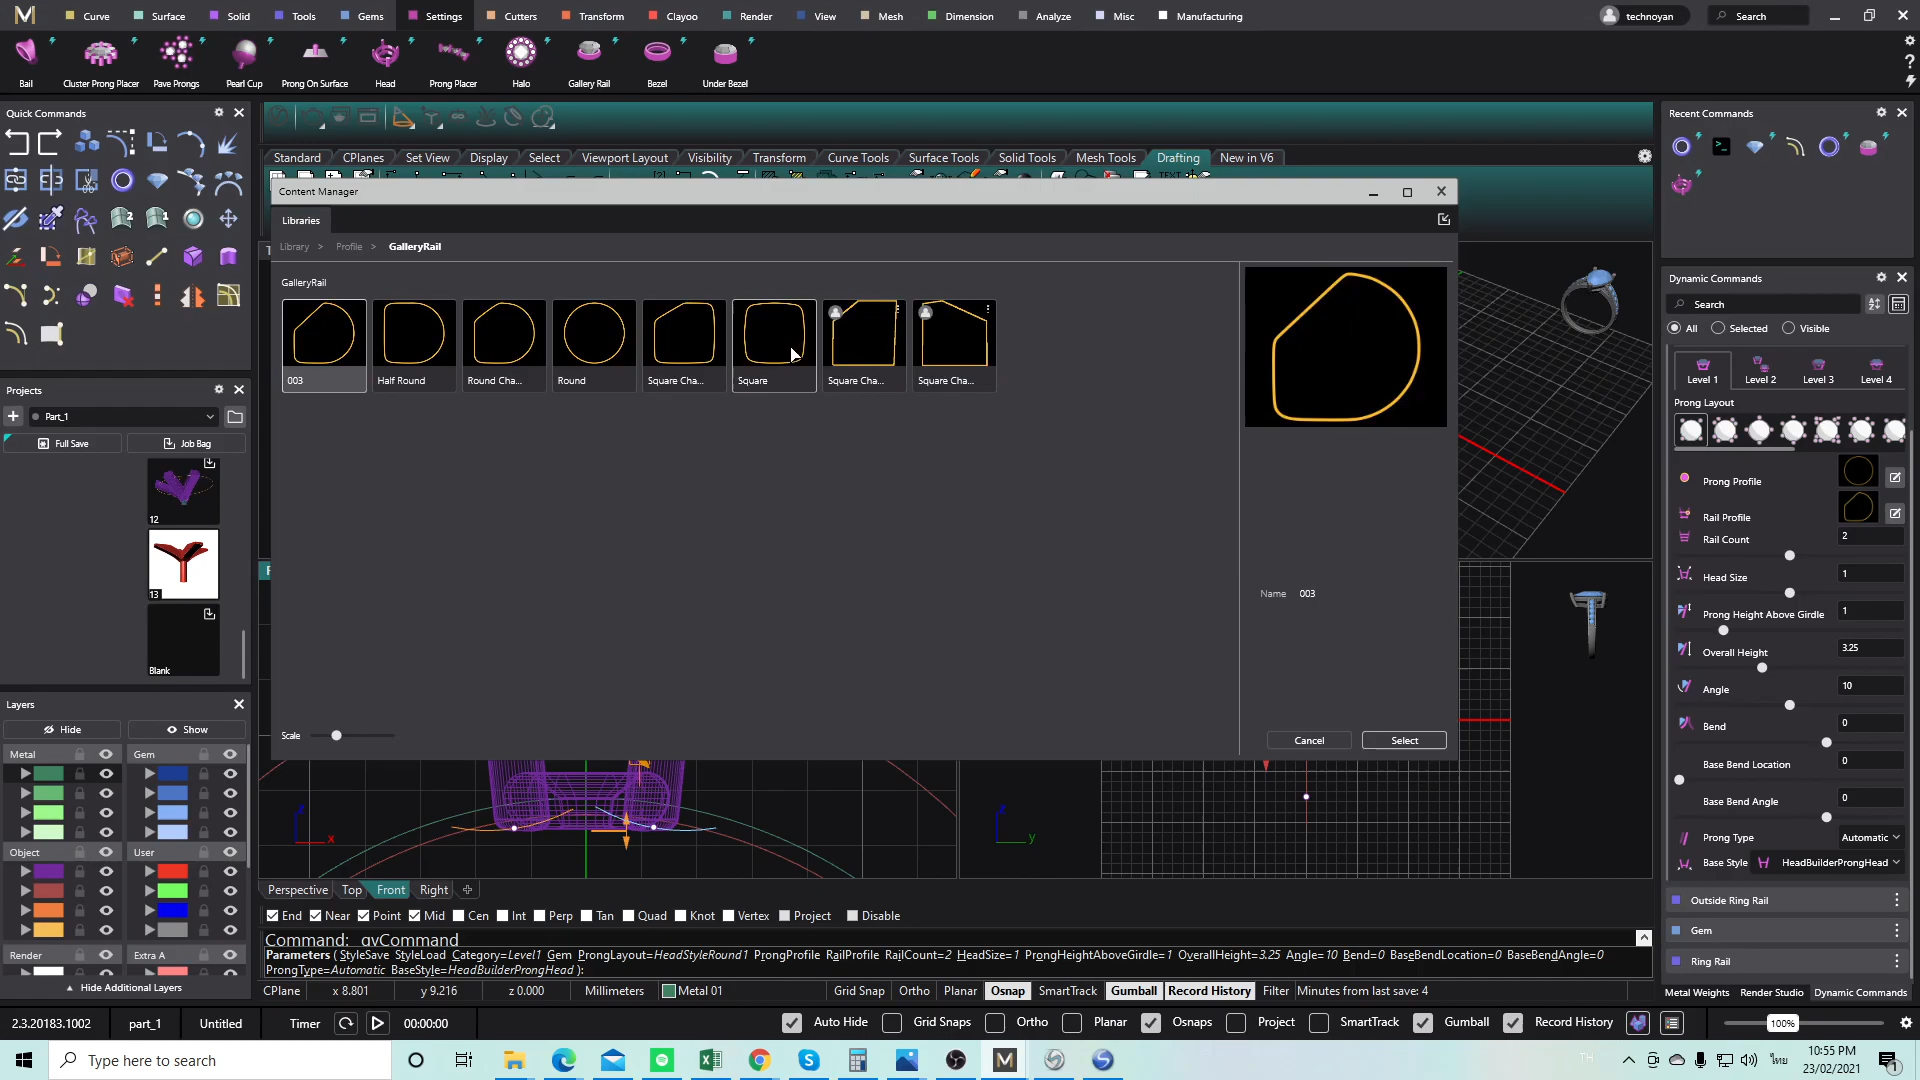 Curve Surface Solid Tools Gems Settings Cutters Transform Clayoo Render View Mesh Dimension Analyze Misc Manufacturing technoyan Search
Bail Cluster Prong Placer Pave Prongs Pearl Cup Prong On Surface Head Prong Placer Halo Gallery Rail Bezel Under Bezel
Quick Commands
Recent Commands
Standard CPlanes Set View Display Select Viewport Layout Visibility Transform Curve Tools Surface Tools Solid Tools Mesh Tools Drafting New in V6
Content Manager
Libraries
Library > Profile > GalleryRail
GalleryRail
003 Half Round Round Cha... Round Square Cha... Square Square Cha... Square Cha...
Name 003
Scale
Cancel Select
Projects
Part_1
Full Save Job Bag
12
13
Blank
Layers
Hide Show
Metal Gem
Object User
Render Extra A
Hide Additional Layers
Dynamic Commands
Search
All Selected Visible
Level 1 Level 2 Level 3 Level 4
Prong Layout
Prong Profile
Rail Profile
Rail Count 2
Head Size 1
Prong Height Above Girdle 1
Overall Height 3.25
Angle 10
Bend 0
Base Bend Location 0
Base Bend Angle 0
Prong Type Automatic
Base Style HeadBuilderProngHead
Outside Ring Rail
Gem
Ring Rail
Metal Weights Render Studio Dynamic Commands
z x
z y
Perspective Top Front Right
End Near Point Mid Cen Int Perp Tan Quad Knot Vertex Project Disable
Command: gvCommand
Parameters ( StyleSave StyleLoad Category=Level1 Gem ProngLayout=HeadStyleRound1 ProngProfile RailProfile RailCount=2 HeadSize=1 ProngHeightAboveGirdle=1 OverallHeight=3.25 Angle=10 Bend=0 BaseBendLocation=0 BaseBendAngle=0
ProngType=Automatic BaseStyle=HeadBuilderProngHead ):
CPlane x 8.801 y 9.216 z 0.000 Millimeters Metal 01 Grid Snap Ortho Planar Osnap SmartTrack Gumball Record History Filter Minutes from last save: 4
2.3.20183.1002 part_1 Untitled Timer 00:00:00 Auto Hide Grid Snaps Ortho Planar Osnaps Project SmartTrack Gumball Record History 100%
Type here to search
ไทย
10:55 PM
23/02/2021